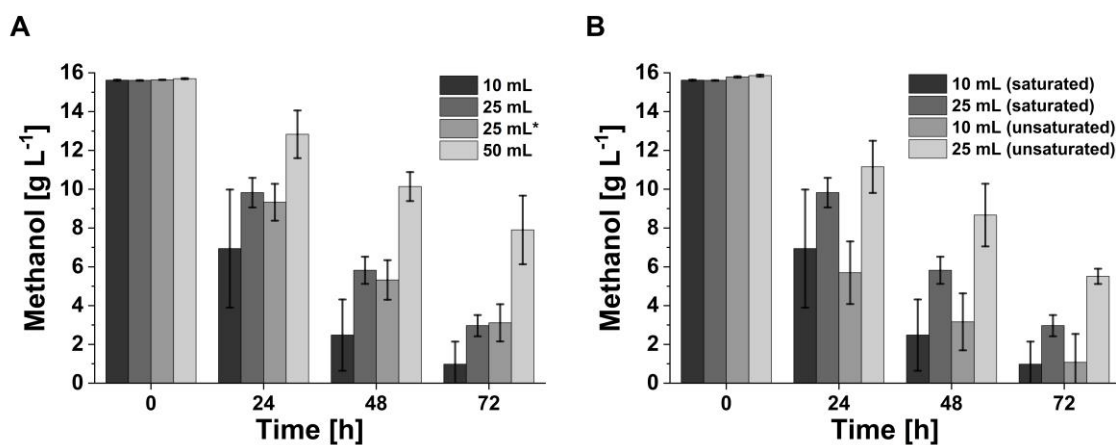 A
Methanol [g L-1]
16
14
12
10
8
6
4
2
0
10 mL
25 mL
25 mL*
50 mL
0 24 48 72
Time [h]
B
Methanol [g L-1]
16
14
12
10
8
6
4
2
0
10 mL (saturated)
25 mL (saturated)
10 mL (unsaturated)
25 mL (unsaturated)
0 24 48 72
Time [h]